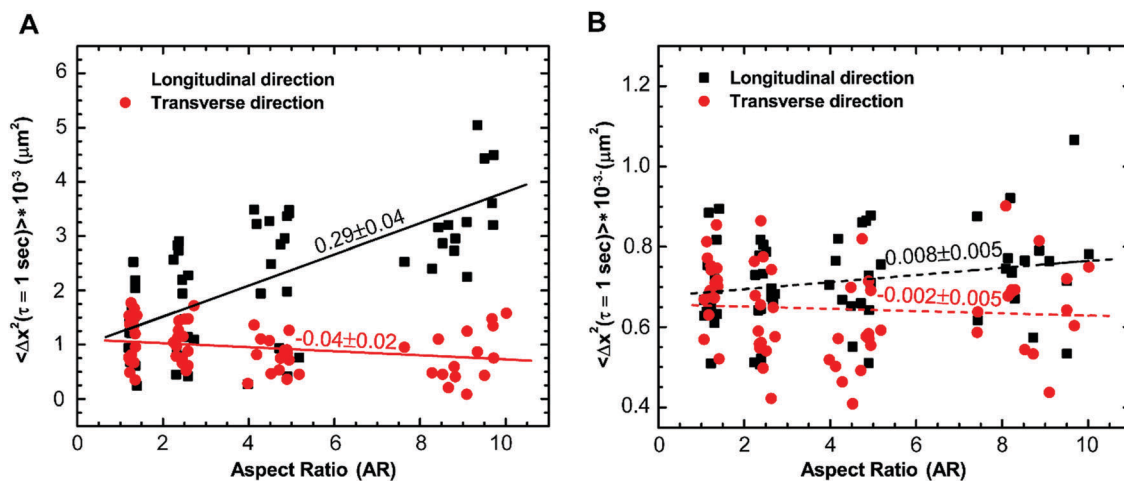 A
6
5
4
3
2
1
0
<Δx²(τ = 1 sec)>*10⁻³ (μm²)
Longitudinal direction
Transverse direction
0.29±0.04
-0.04±0.02
0 2 4 6 8 10
Aspect Ratio (AR)
B
1.2
1.0
0.8
0.6
0.4
<Δx²(τ = 1 sec)>*10⁻³⁻(μm²)
Longitudinal direction
Transverse direction
0.008±0.005
-0.002±0.005
0 2 4 6 8 10
Aspect Ratio (AR)